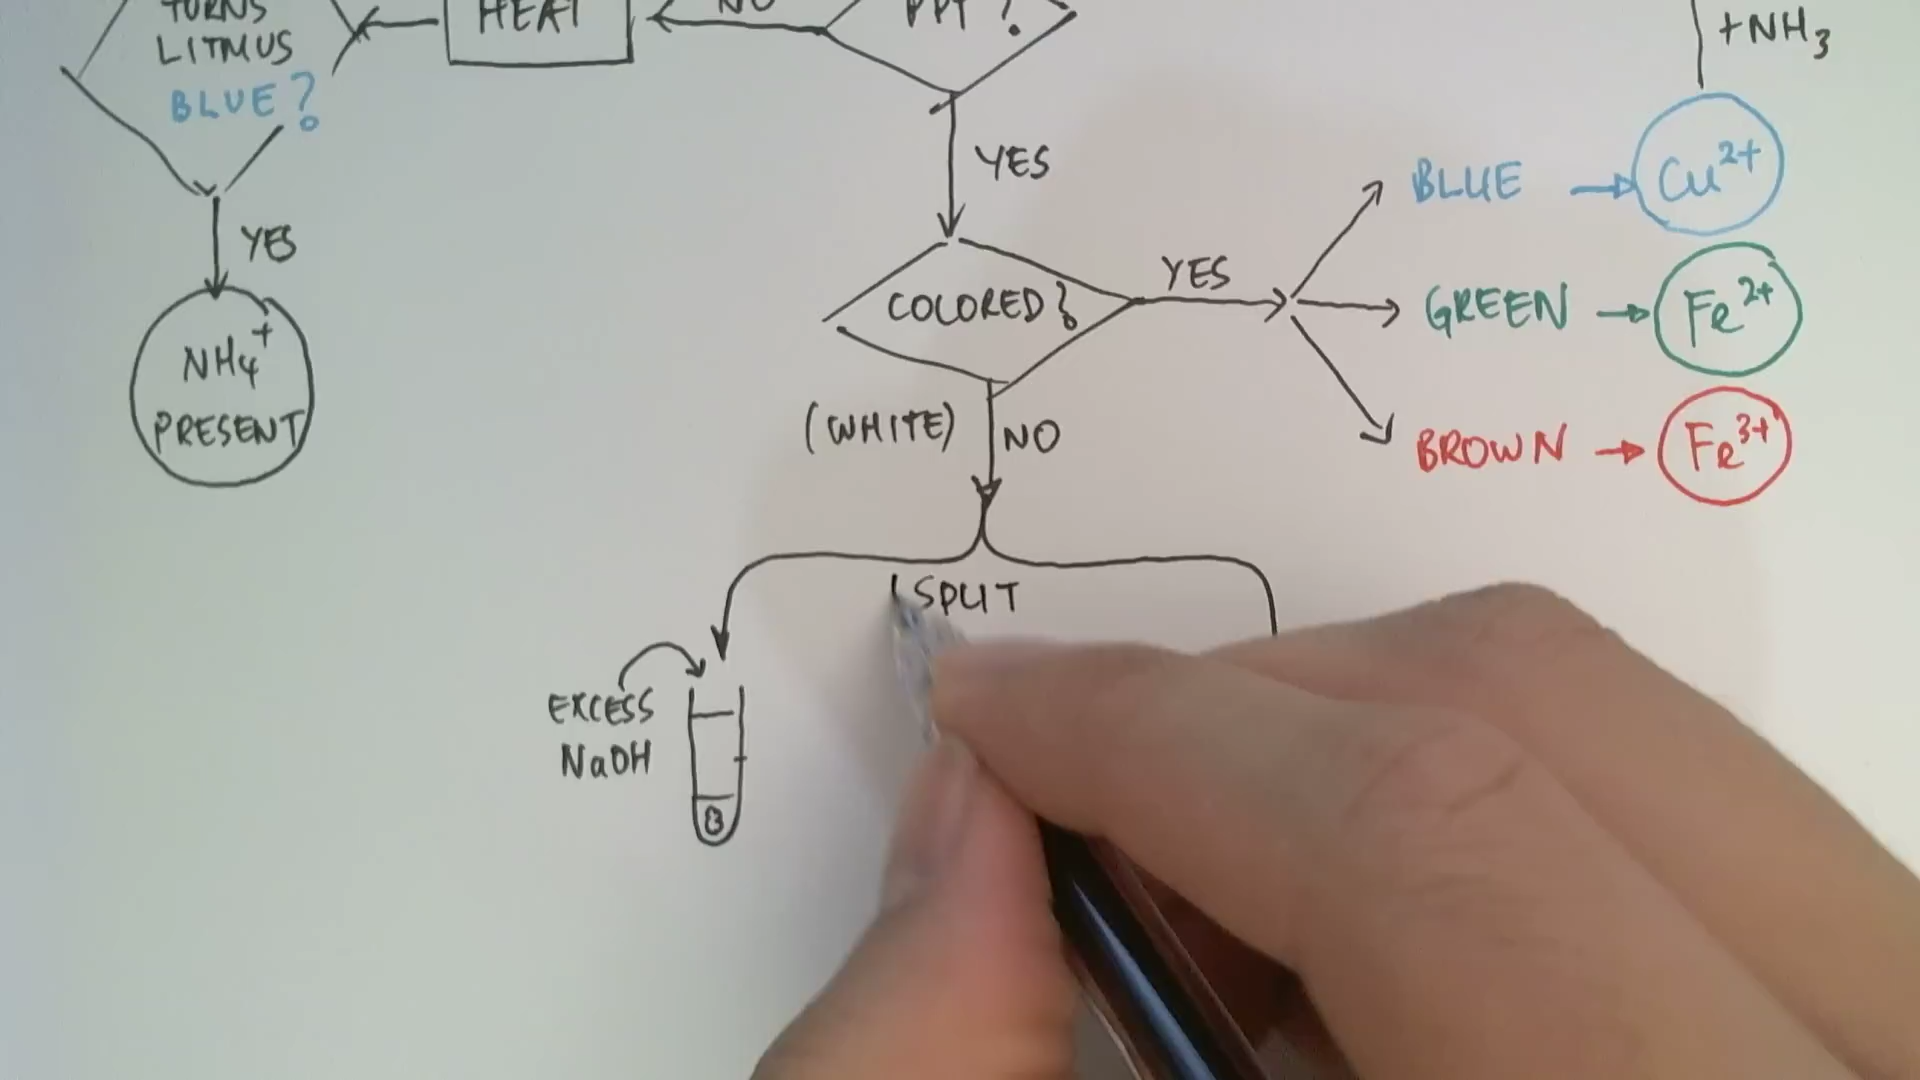 TURNS
LITMUS
BLUE?
HEAT
NO
PPT?
+NH₃
YES
BLUE → Cu²⁺
YES
COLORED?
YES
GREEN → Fe²⁺
NH₄⁺
PRESENT
(WHITE) NO
BROWN → Fe³⁺
SPLIT
EXCESS
NaOH